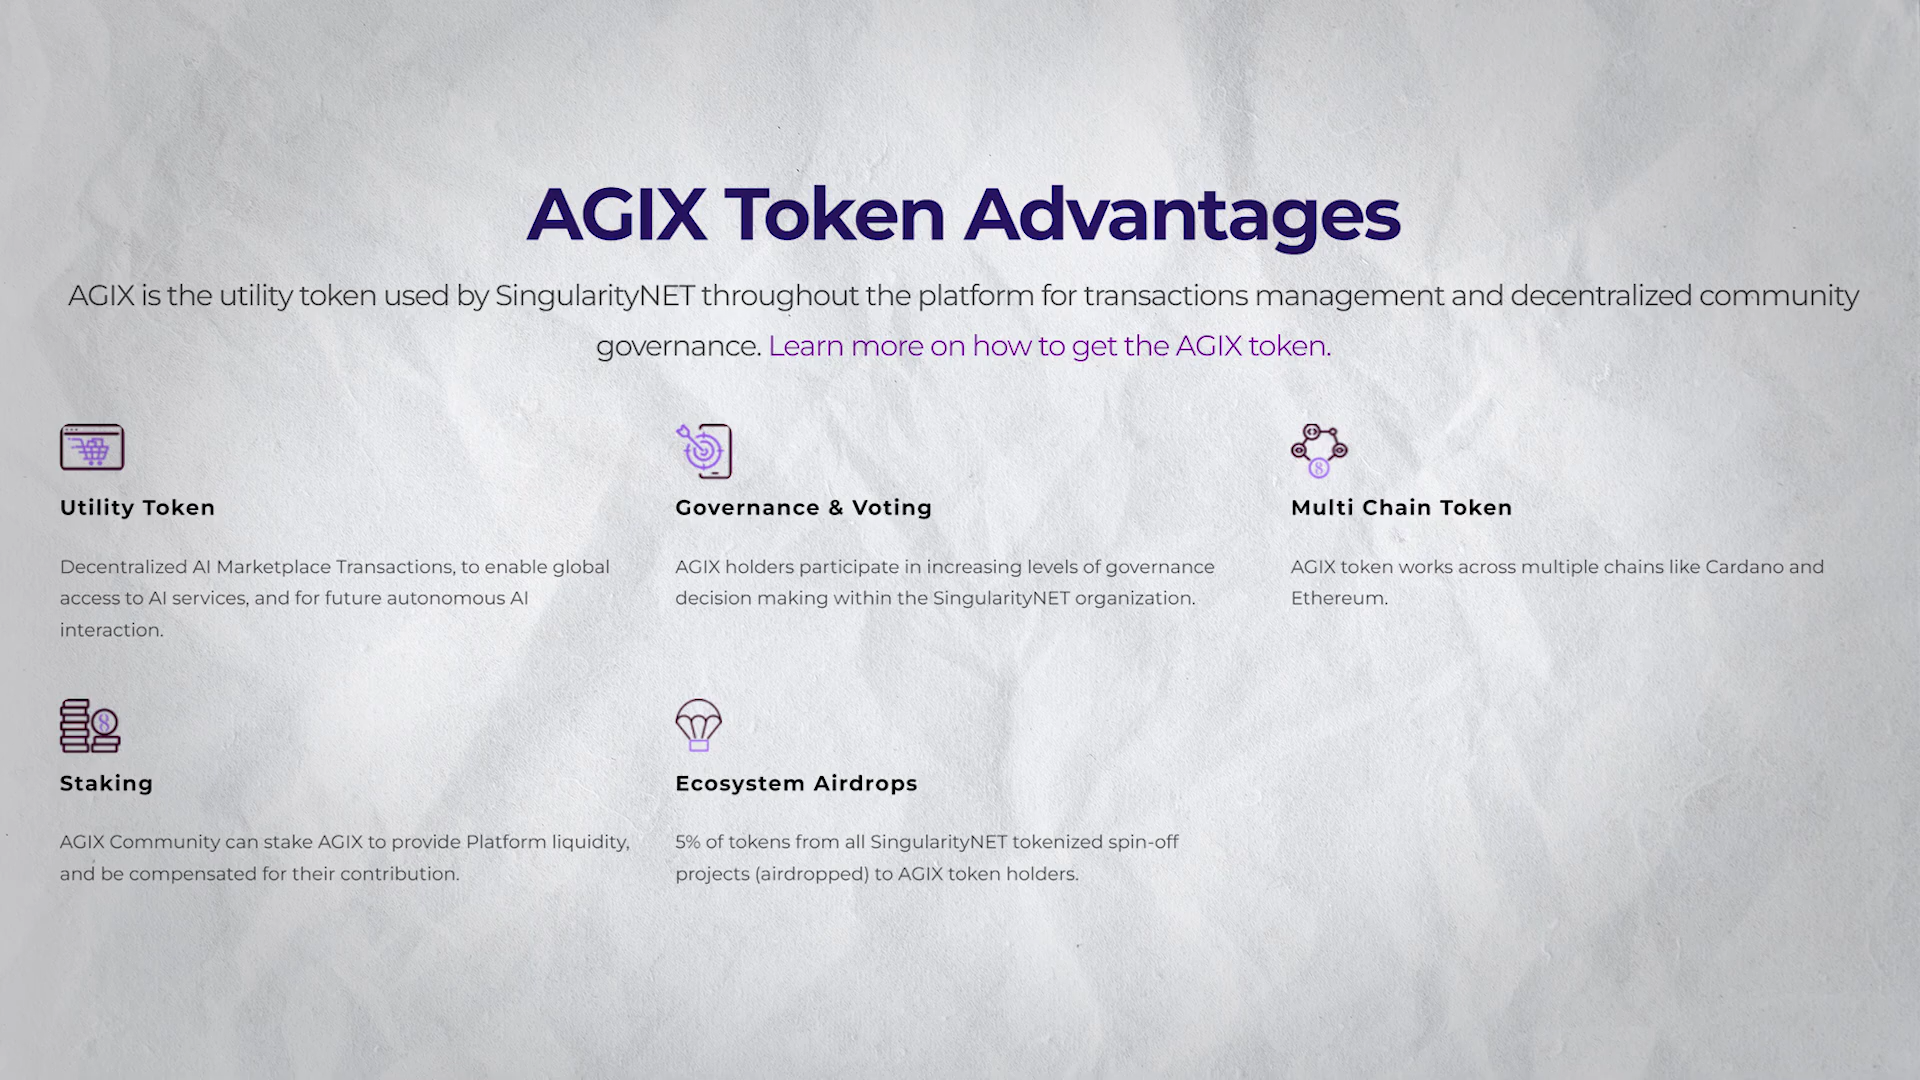 AGIX Token Advantages
AGIX is the utility token used by SingularityNET throughout the platform for transactions management and decentralized community
governance. Learn more on how to get the AGIX token.
Utility Token
Decentralized AI Marketplace Transactions, to enable global
access to AI services, and for future autonomous AI
interaction.
Governance & Voting
AGIX holders participate in increasing levels of governance
decision making within the SingularityNET organization.
Multi Chain Token
AGIX token works across multiple chains like Cardano and
Ethereum.
Staking
AGIX Community can stake AGIX to provide Platform liquidity,
and be compensated for their contribution.
Ecosystem Airdrops
5% of tokens from all SingularityNET tokenized spin-off
projects (airdropped) to AGIX token holders.